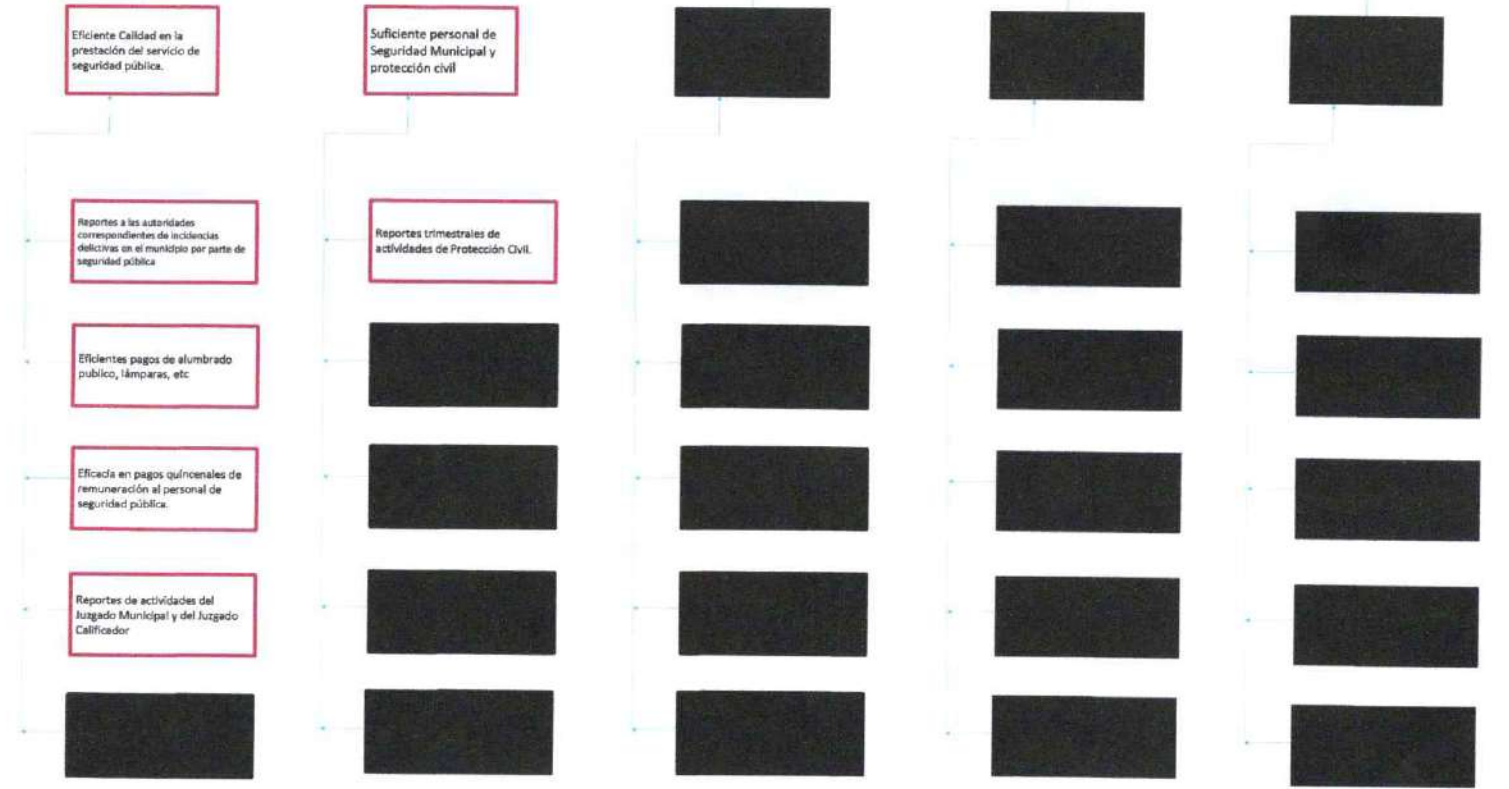 Eficiente Calidad en la
prestación del servicio de
seguridad pública.
Suficiente personal de
Seguridad Municipal y
protección civil
Reportes a las autoridades
correspondientes de incidencias
delictivas en el municipio por parte de
seguridad pública
Reportes trimestrales de
actividades de Protección Civil.
Eficientes pagos de alumbrado
publico, lámparas, etc
Eficacia en pagos quincenales de
remuneración al personal de
seguridad pública.
Reportes de actividades del
Juzgado Municipal y del Juzgado
Calificador